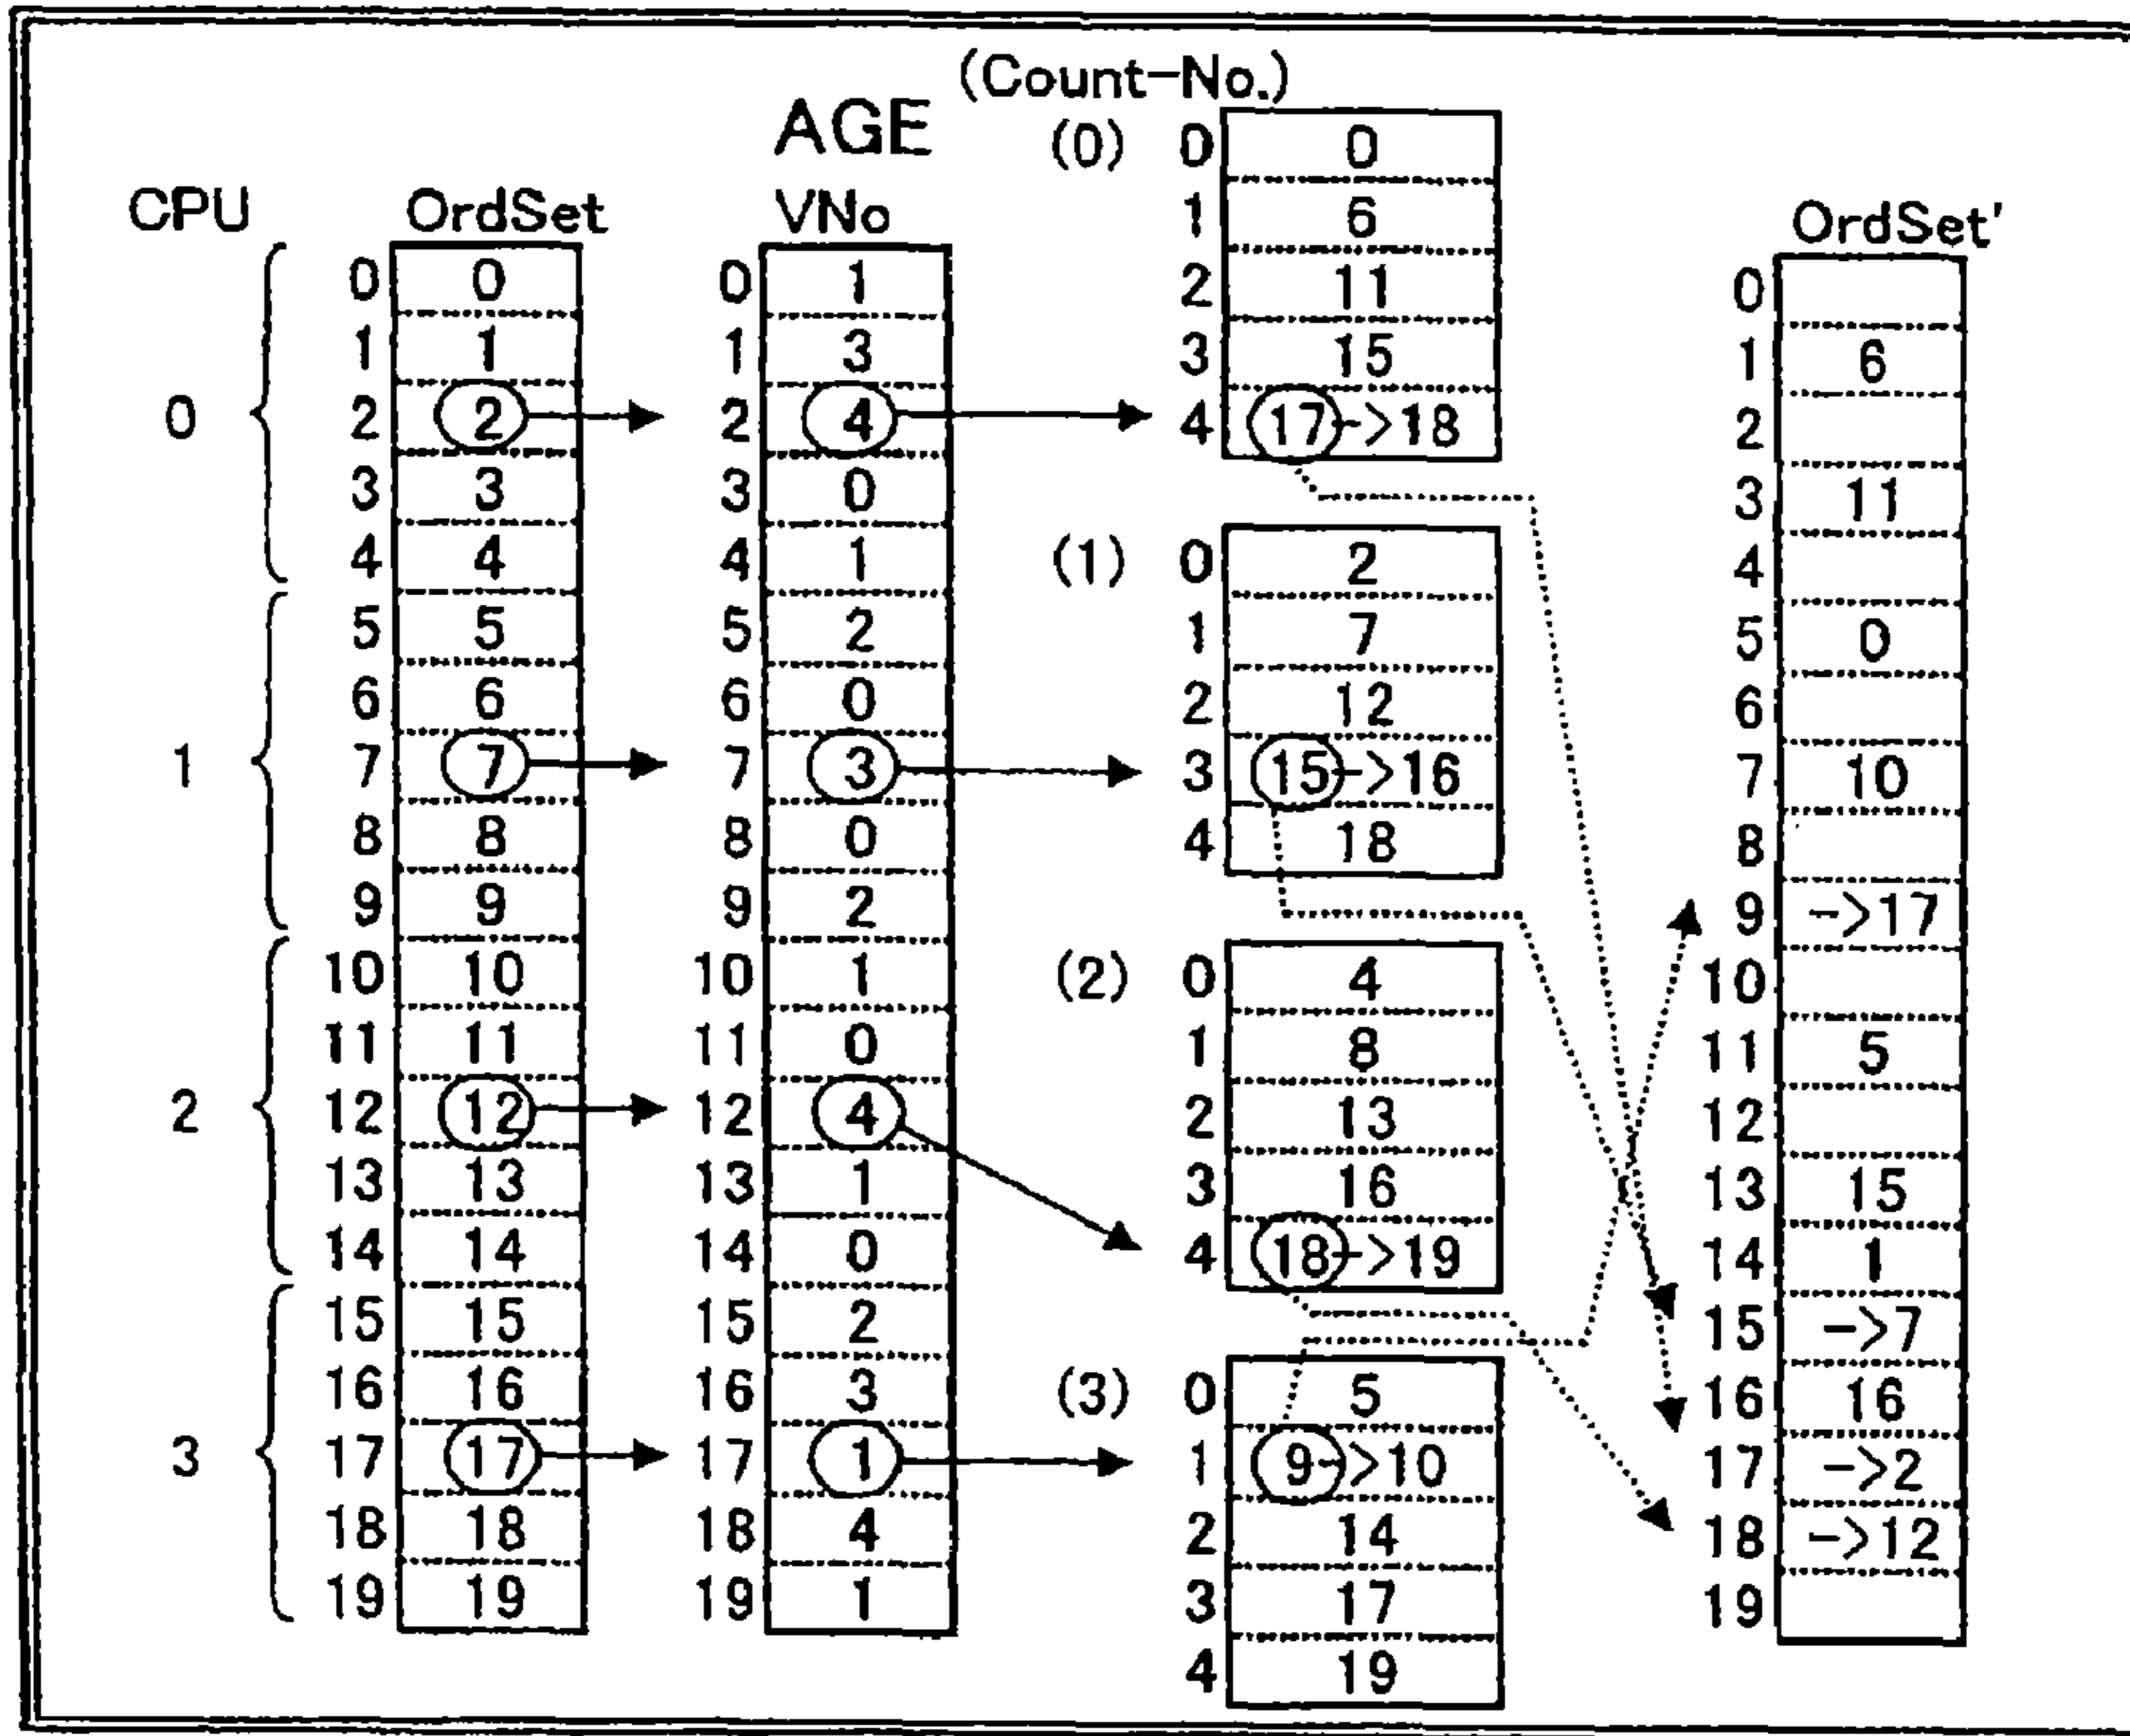 (Count-No.)
AGE
CPU OrdSet VNo OrdSet'
(0)
0 0
1 6
2 11
3 15
4 17->18
(1)
0 2
1 7
2 12
3 15->16
4 18
(2)
0 4
1 8
2 13
3 16
4 18->19
(3)
0 5
1 9->10
2 14
3 17
4 19
0
0 0 0 1 0
1 1 1 3 1 6
2 2 2 4 2
3 3 3 0 3 11
4 4 4 1 4
1
5 5 5 2 5 0
6 6 6 0 6
7 7 7 3 7 10
8 8 8 0 8
9 9 9 2 9 ->17
2
10 10 10 1 10
11 11 11 0 11 5
12 12 12 4 12
13 13 13 1 13 15
14 14 14 0 14 1
3
15 15 15 2 15 ->7
16 16 16 3 16 16
17 17 17 1 17 ->2
18 18 18 4 18 ->12
19 19 19 1 19